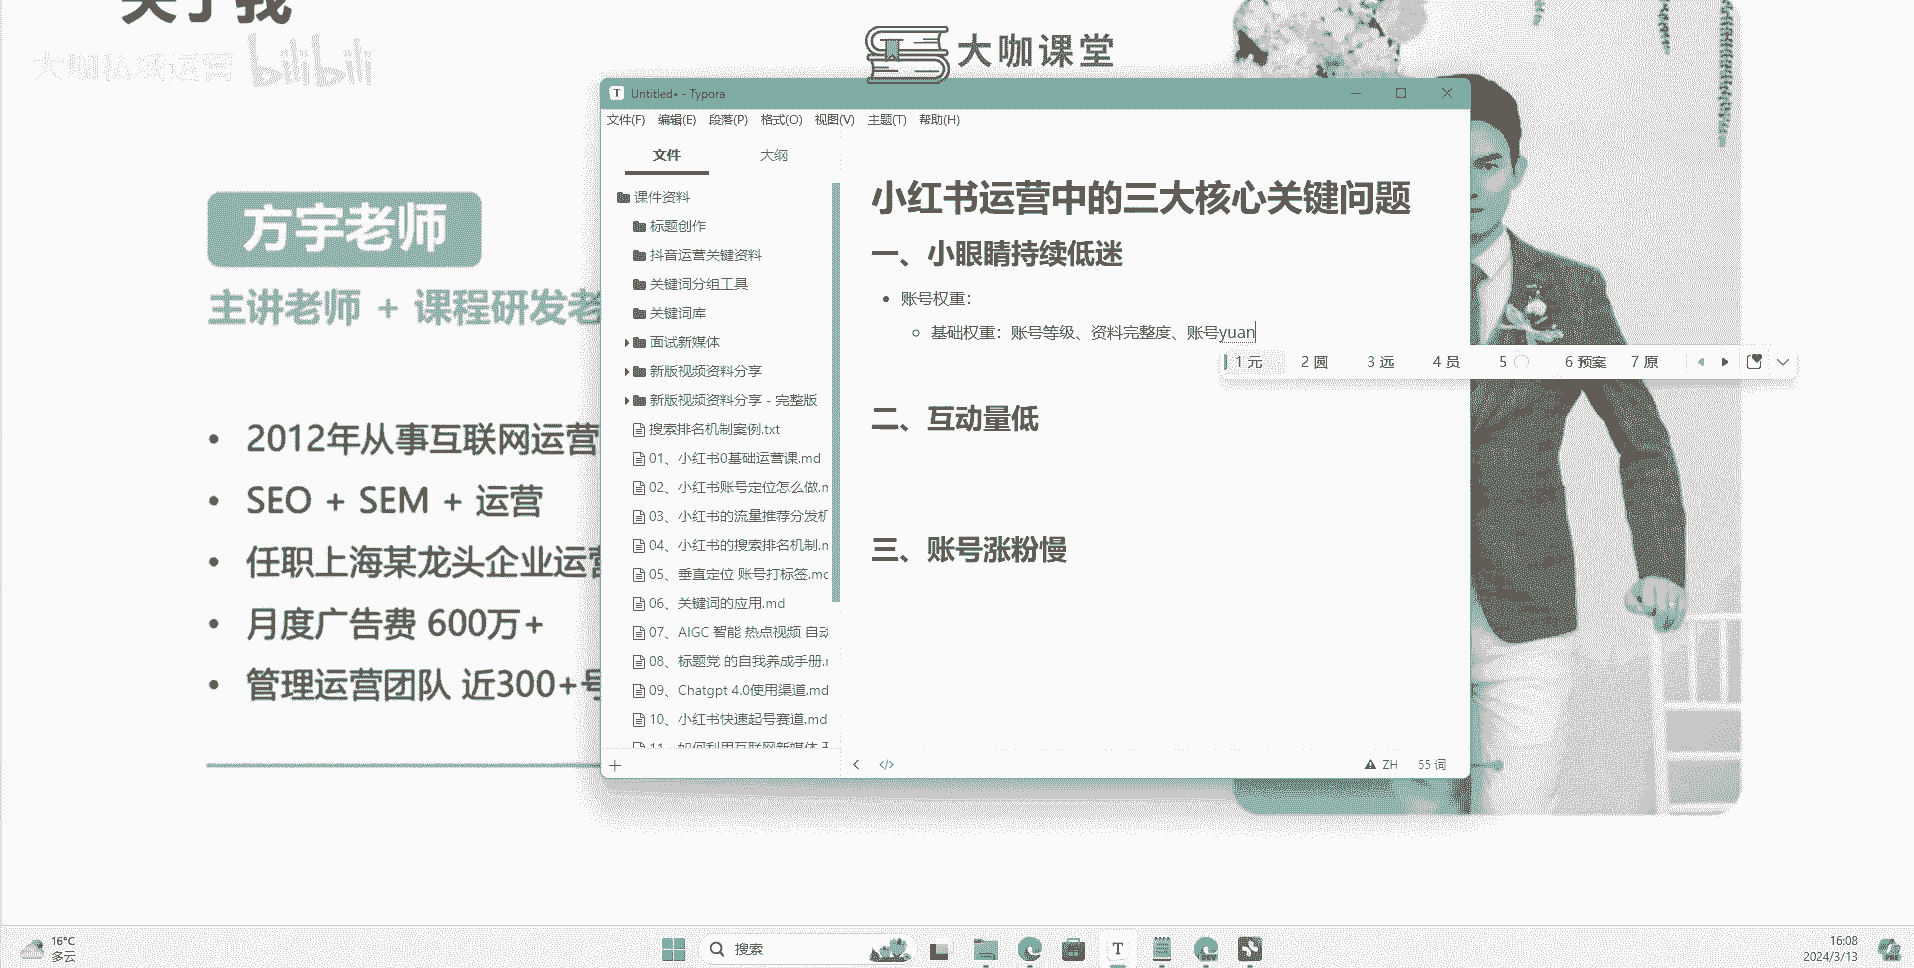 关于我
大咖私域运营 bilibili
大咖课堂
方宇老师
主讲老师 + 课程研发老
2012年从事互联网运营
SEO + SEM + 运营
任职上海某龙头企业运营
月度广告费 600万+
管理运营团队 近300+号
Untitled• - Typora
文件(F) 编辑(E) 段落(P) 格式(O) 视图(V) 主题(T) 帮助(H)
文件 大纲
课件资料
标题创作
抖音运营关键资料
关键词分组工具
关键词库
面试新媒体
新版视频资料分享
新版视频资料分享 - 完整版
搜索排名机制案例.txt
01、小红书0基础运营课.md
02、小红书账号定位怎么做.m
03、小红书的流量推荐分发机
04、小红书的搜索排名机制.m
05、垂直定位 账号打标签.md
06、关键词的应用.md
07、AIGC 智能 热点视频 自动
08、标题党 的自我养成手册.m
09、Chatgpt 4.0使用渠道.md
10、小红书快速起号赛道.md
11、如何利用互联网新媒体
小红书运营中的三大核心关键问题
一、小眼睛持续低迷
账号权重：
基础权重：账号等级、资料完整度、账号yuan
1 元 2 圆 3 远 4 员 5 〇 6 预案 7 原
二、互动量低
三、账号涨粉慢
ZH 55 词
16°C
多云
搜索
DEV
16:08
2024/3/13
PRE